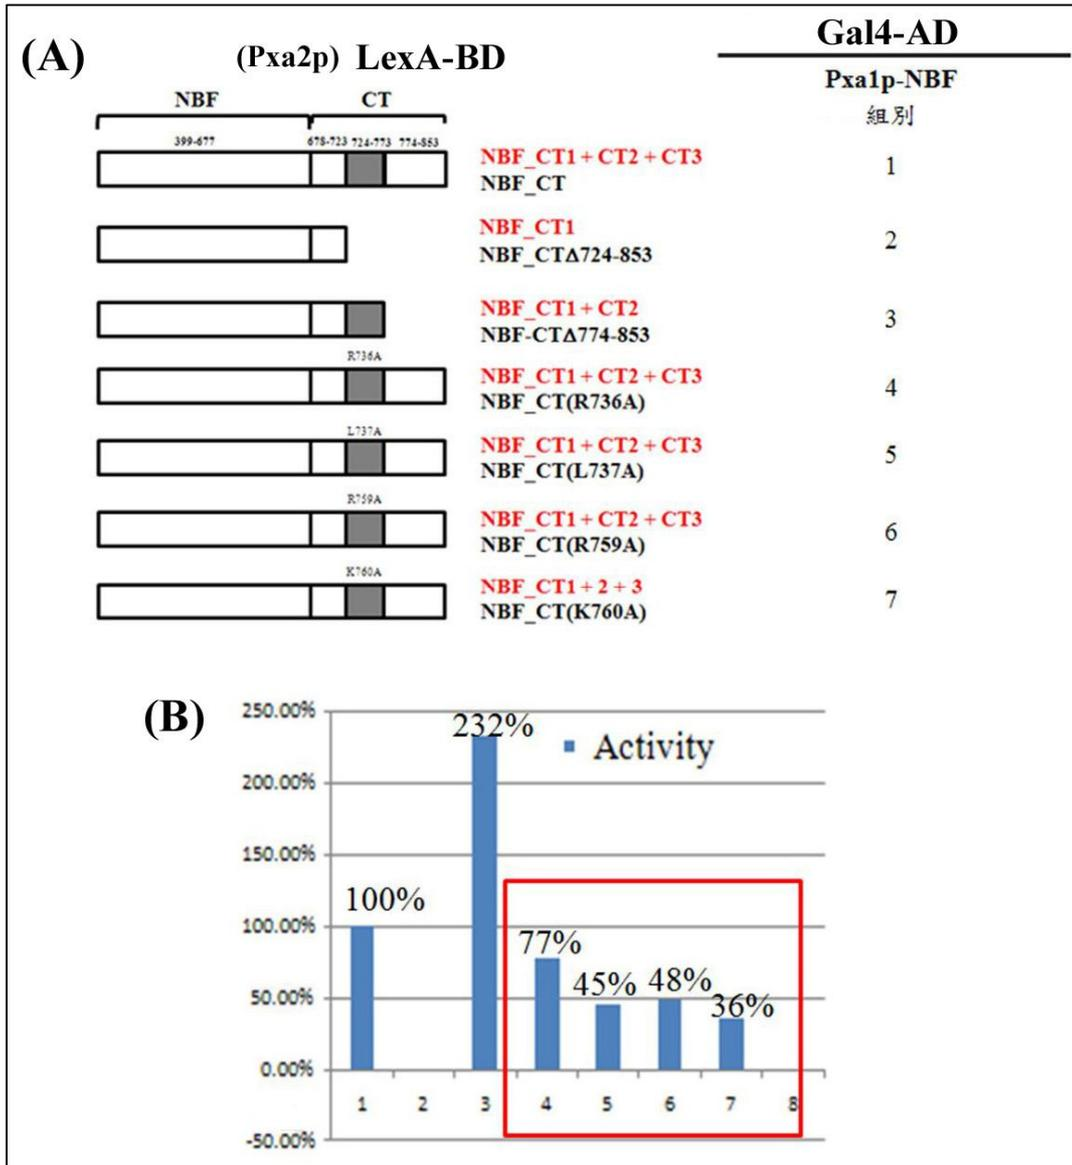 (A)
(Pxa2p) LexA-BD
Gal4-AD
Pxa1p-NBF
組別
NBF CT
399-677 678-723 724-773 774-853
NBF_CT1 + CT2 + CT3
NBF_CT
1
NBF_CT1
NBF_CTΔ724-853
2
NBF_CT1 + CT2
NBF-CTΔ774-853
3
R736A
NBF_CT1 + CT2 + CT3
NBF_CT(R736A)
4
L737A
NBF_CT1 + CT2 + CT3
NBF_CT(L737A)
5
R759A
NBF_CT1 + CT2 + CT3
NBF_CT(R759A)
6
K760A
NBF_CT1 + 2 + 3
NBF_CT(K760A)
7
(B)
250.00%
200.00%
150.00%
100.00%
50.00%
0.00%
-50.00%
Activity
100%
232%
77%
45%
48%
36%
1 2 3 4 5 6 7 8